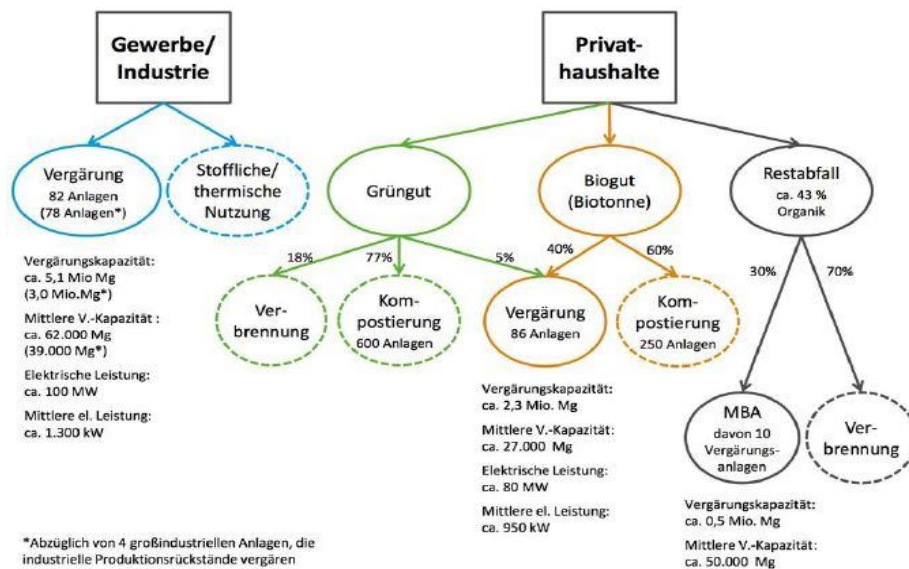 Gewerbe/
Industrie
Privat-
haushalte
Vergärung
82 Anlagen
(78 Anlagen*)
Stoffliche/
thermische
Nutzung
Grüngut
Biogut
(Biotonne)
Restabfall
ca. 43 %
Organik
18%
77%
5%
40%
60%
30%
70%
Vergärungskapazität:
ca. 5,1 Mio Mg
(3,0 Mio.Mg*)
Mittlere V.-Kapazität :
ca. 62.000 Mg
(39.000 Mg*)
Elektrische Leistung:
ca. 100 MW
Mittlere el. Leistung:
ca. 1.300 kW
Ver-
brennung
Kom-
postierung
600 Anlagen
Vergärung
86 Anlagen
Kom-
postierung
250 Anlagen
Vergärungskapazität:
ca. 2,3 Mio. Mg
Mittlere V.-Kapazität:
ca. 27.000 Mg
Elektrische Leistung:
ca. 80 MW
Mittlere el. Leistung:
ca. 950 kW
MBA
davon 10
Vergärungs-
anlagen
Ver-
brennung
Vergärungskapazität:
ca. 0,5 Mio. Mg
Mittlere V.-Kapazität:
ca. 50.000 Mg
*Abzüglich von 4 großindustriellen Anlagen, die
industrielle Produktionsrückstände vergären